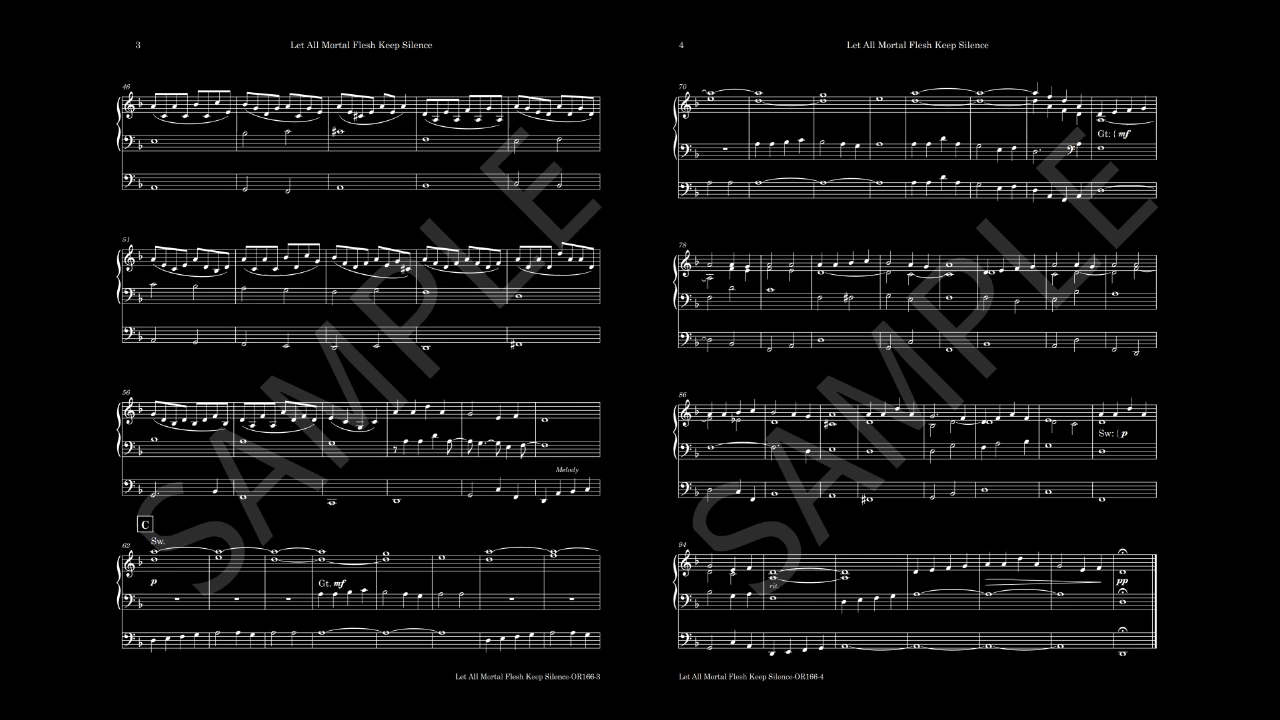 3
Let All Mortal Flesh Keep Silence
46
51
56
Melody
C
62
Sw.
p
Gt. mf
Let All Mortal Flesh Keep Silence-OR166-3
SAMPLE
4
Let All Mortal Flesh Keep Silence
70
Gt: mf
78
86
Sw: p
94
rit.
pp
Let All Mortal Flesh Keep Silence-OR166-4
SAMPLE